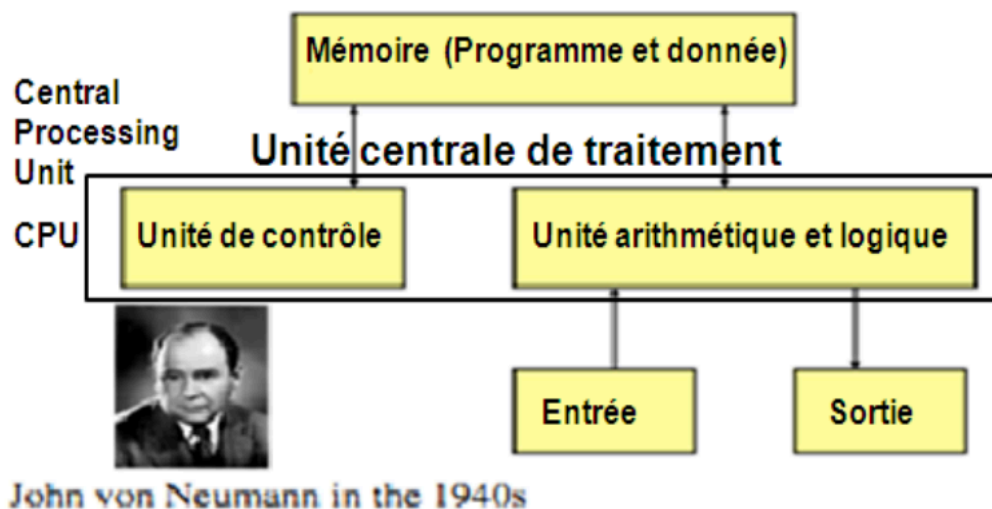 Mémoire (Programme et donnée)
Central
Processing
Unit
Unité centrale de traitement
CPU
Unité de contrôle
Unité arithmétique et logique
Entrée
Sortie
John von Neumann in the 1940s